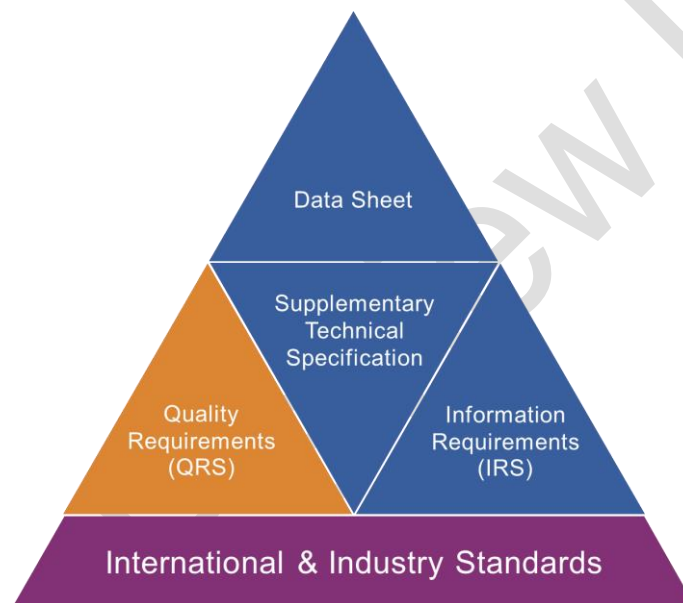 Data Sheet
Supplementary
Technical
Specification
Quality
Requirements
(QRS)
Information
Requirements
(IRS)
International & Industry Standards